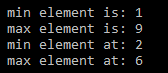 min element is: 1
max element is: 9
min element at: 2
max element at: 6